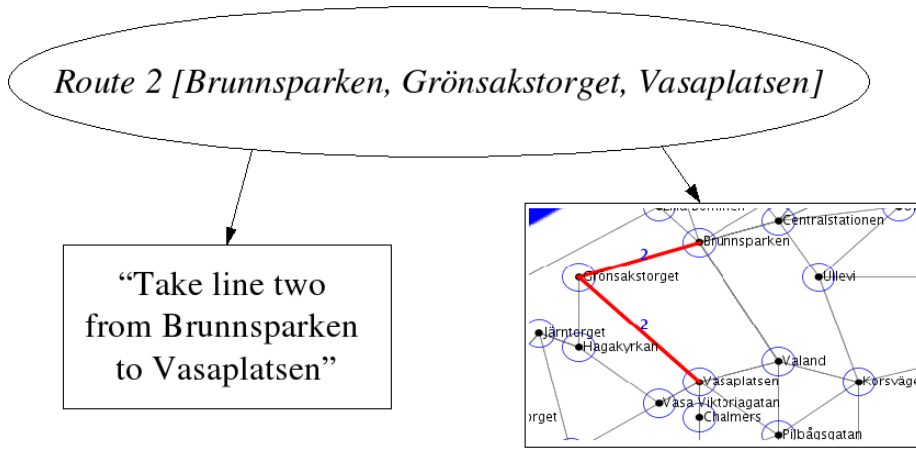 Route 2 [Brunnsparken, Grönsakstorget, Vasaplatsen]
“Take line two
from Brunnsparken
to Vasaplatsen”
Centralstationen
Brunnsparken
2
Grönsakstorget
Ullevi
2
Järntorget
Hagakyrkan
Valand
Vasaplatsen
Korsväge
Vasa Viktoriagatan
orget
Chalmers
Pilbågsgatan